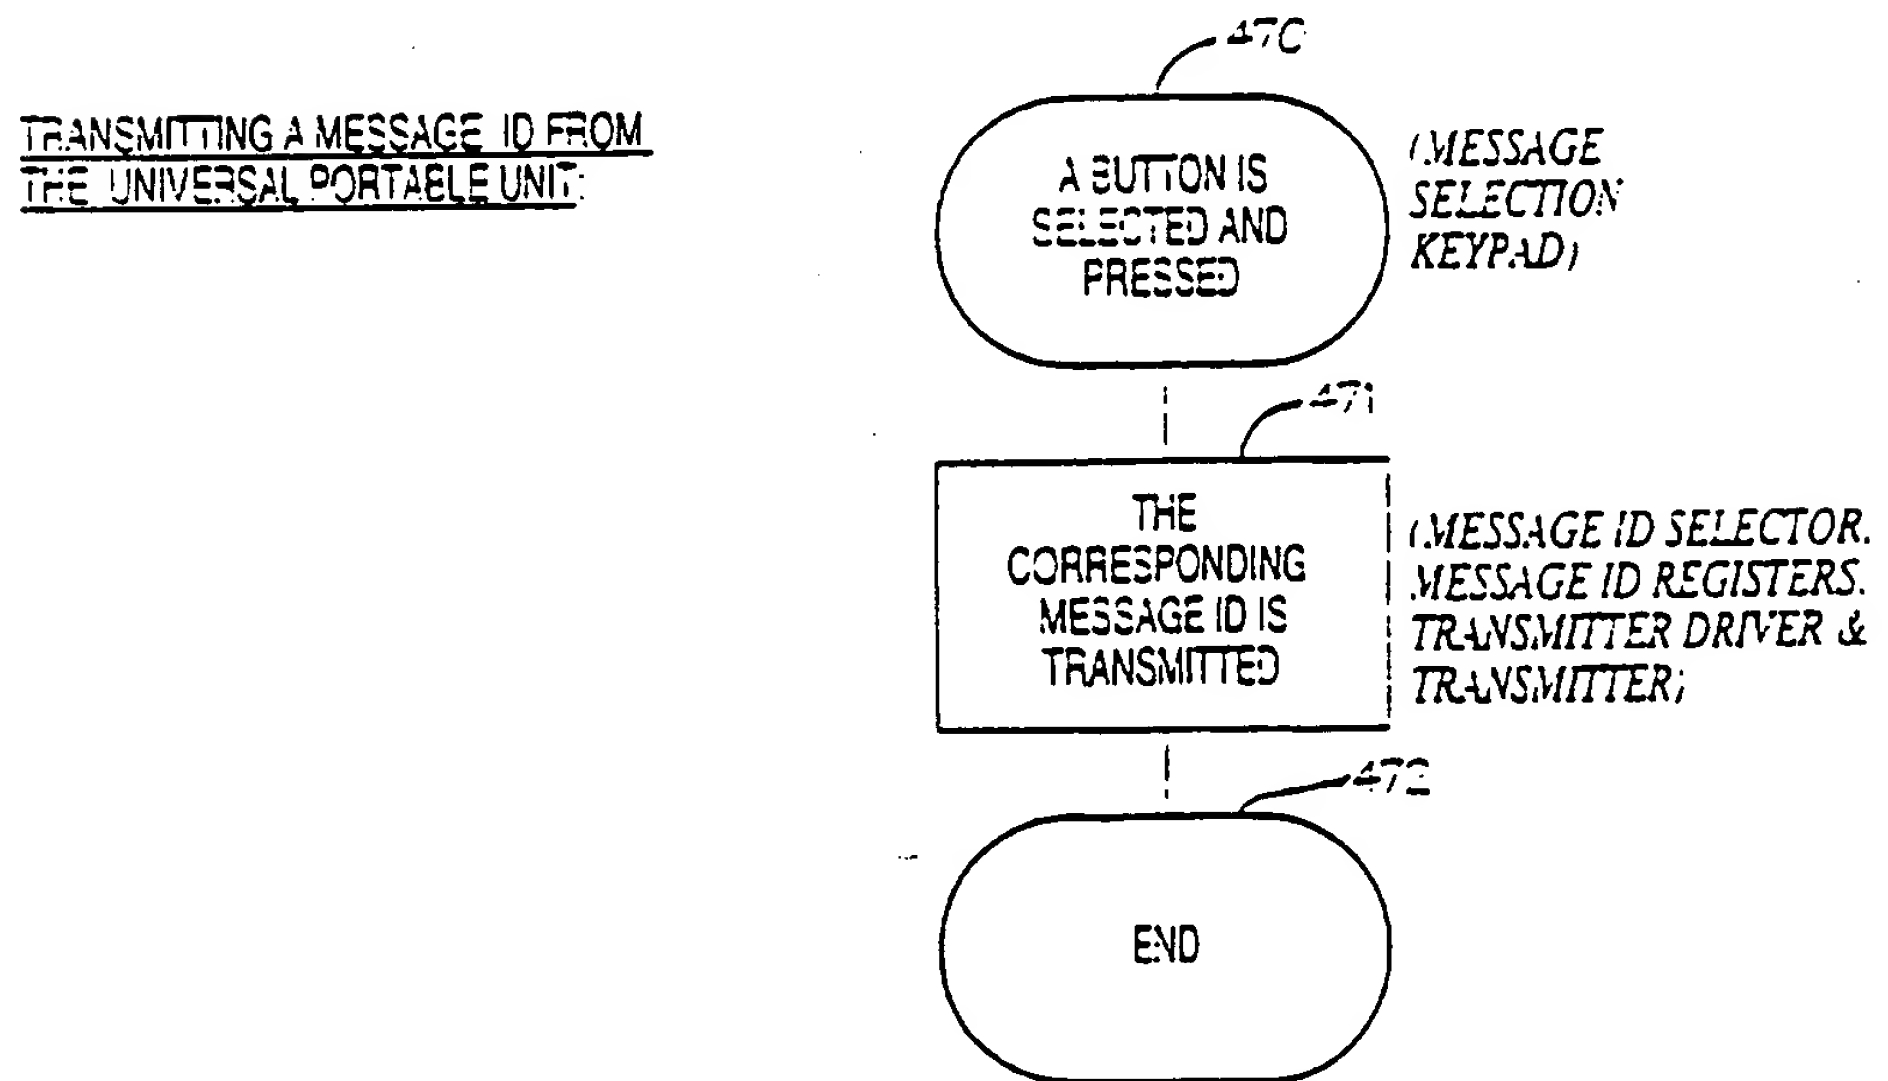 TRANSMITTING A MESSAGE ID FROM
THE UNIVERSAL PORTABLE UNIT:
470
A BUTTON IS
SELECTED AND
PRESSED
(MESSAGE
SELECTION
KEYPAD)
471
THE
CORRESPONDING
MESSAGE ID IS
TRANSMITTED
(MESSAGE ID SELECTOR,
MESSAGE ID REGISTERS,
TRANSMITTER DRIVER &
TRANSMITTER)
472
END